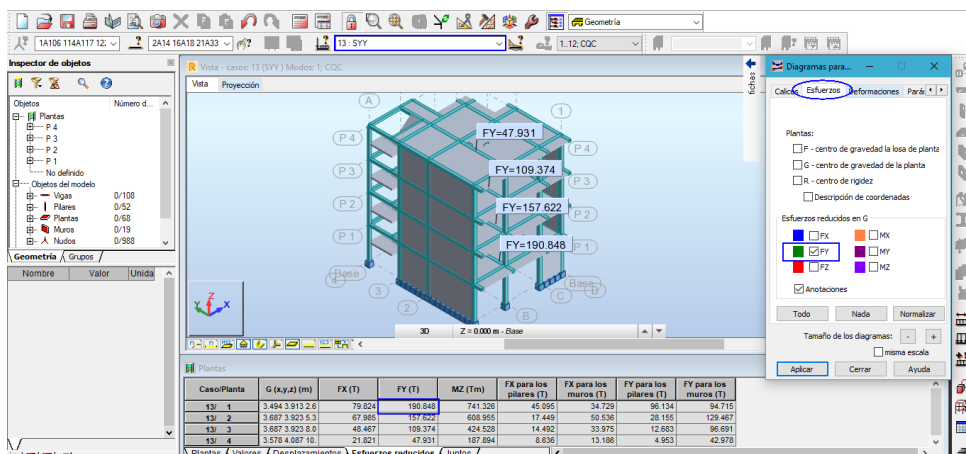 Geometría
1A106 114A117 12:
2A14 16A18 21A33
13 : SYY
1..12; CQC
Inspector de objetos
Objetos Número d...
Plantas
P 4
P 3
P 2
P 1
No definido
Objetos del modelo
Vigas 0/108
Pilares 0/52
Plantas 0/68
Muros 0/19
Nudos 0/988
Geometría Grupos
Nombre Valor Unida
Vista - casos: 13 (SYY ) Modos: 1; CQC
Vista Proyección
fichas
A
1
P 4
FY=47.931
P 4
P 3
FY=109.374
P 3
P 2
FY=157.622
P 2
P 1
FY=190.848
P 1
Base
Base
3
2
B
C
D
Z
X
3D Z = 0.000 m - Base
Plantas
Caso/Planta G (x,y,z) (m) FX (T) FY (T) MZ (Tm) FX para los pilares (T) FX para los muros (T) FY para los pilares (T) FY para los muros (T)
13/ 1 3.494 3.913 2.6 79.824 190.848 741.326 45.095 34.729 96.134 94.715
13/ 2 3.687 3.923 5.3 67.985 157.622 608.955 17.449 50.536 28.155 129.467
13/ 3 3.687 3.923 8.0 48.467 109.374 424.528 14.492 33.975 12.683 96.691
13/ 4 3.578 4.087 10. 21.821 47.931 187.894 8.636 13.186 4.953 42.978
Plantas Valores Desplazamientos Esfuerzos reducidos Juntos
Diagramas para...
Calicos Esfuerzos Deformaciones Pará
Plantas:
F - centro de gravedad la losa de planta
G - centro de gravedad de la planta
R - centro de rigidez
Descripción de coordenadas
Esfuerzos reducidos en G
FX MX
FY MY
FZ MZ
Anotaciones
Todo Nada Normalizar
Tamaño de los diagramas: - +
misma escala
Aplicar Cerrar Ayuda